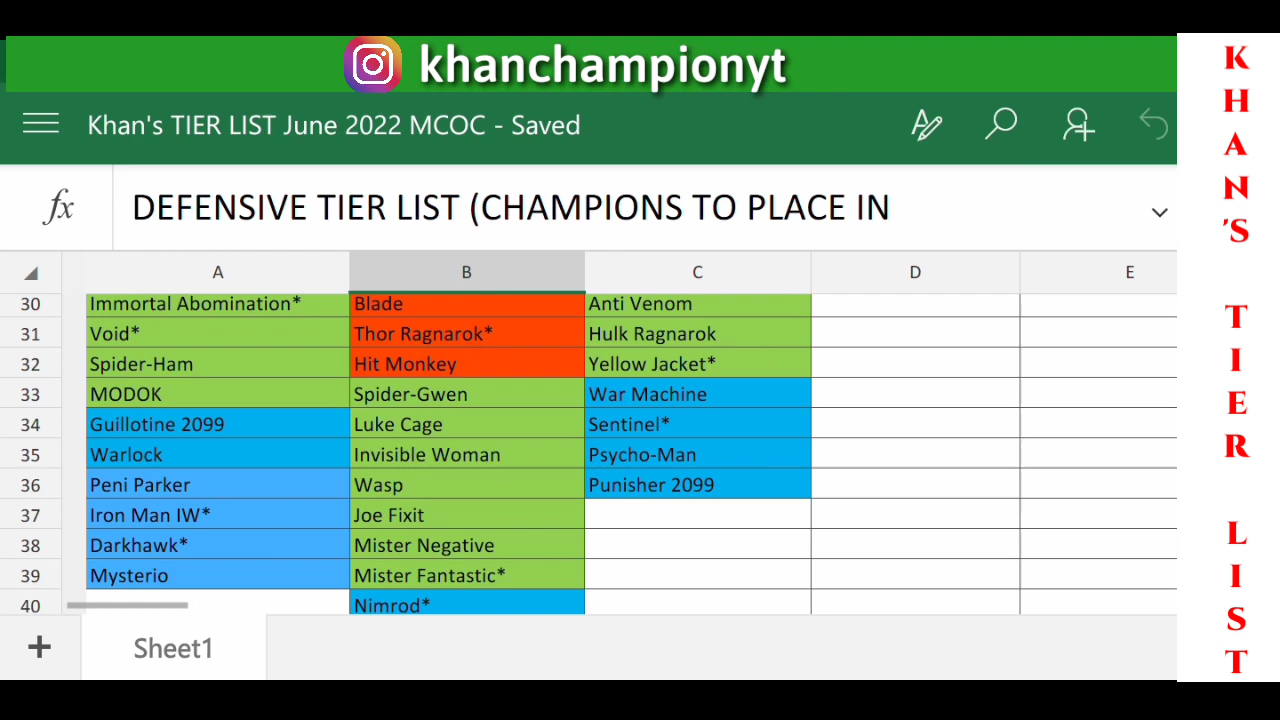 khanchampionyt
Khan's TIER LIST June 2022 MCOC - Saved
fx DEFENSIVE TIER LIST (CHAMPIONS TO PLACE IN
A B C D E
30 Immortal Abomination* Blade Anti Venom
31 Void* Thor Ragnarok* Hulk Ragnarok
32 Spider-Ham Hit Monkey Yellow Jacket*
33 MODOK Spider-Gwen War Machine
34 Guillotine 2099 Luke Cage Sentinel*
35 Warlock Invisible Woman Psycho-Man
36 Peni Parker Wasp Punisher 2099
37 Iron Man IW* Joe Fixit
38 Darkhawk* Mister Negative
39 Mysterio Mister Fantastic*
40 Nimrod*
+ Sheet1
KHAN'S TIER LIST